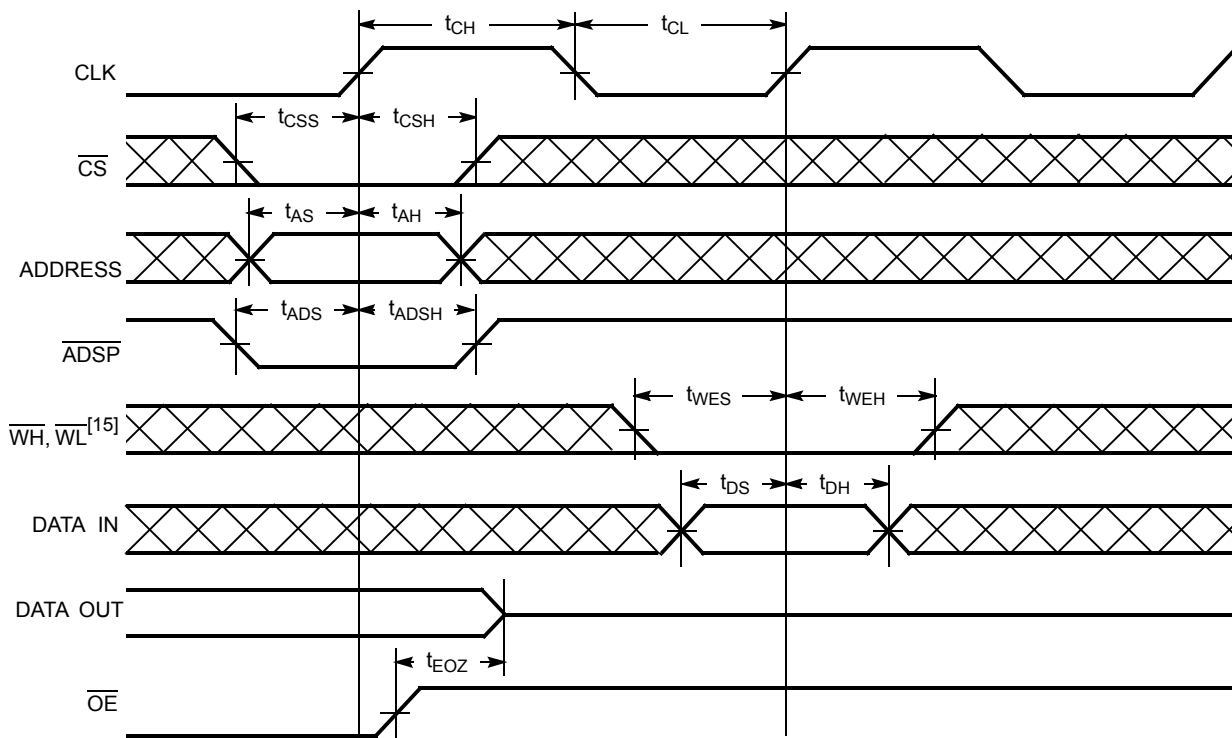 tCH
tCL
CLK
tCSS
tCSH
CS
tAS
tAH
ADDRESS
tADS
tADSH
ADSP
tWES
tWEH
WH, WL[15]
tDS
tDH
DATA IN
DATA OUT
tEOZ
OE